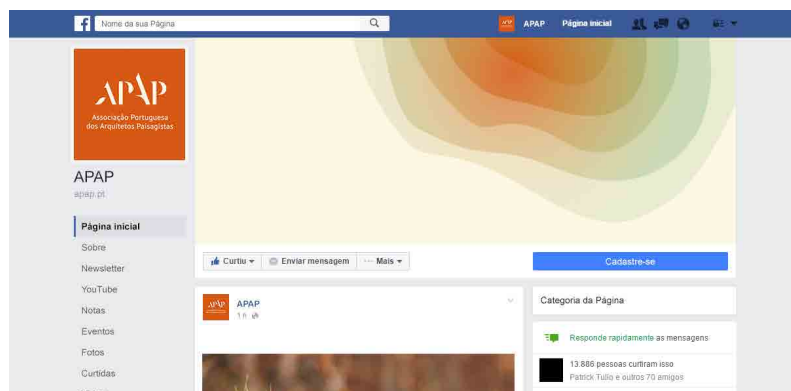 Nome da sua Página
APAP
Página inicial
APAP
Associação Portuguesa
dos Arquitetos Paisagistas
APAP
apap.pt
Página inicial
Sobre
Newsletter
YouTube
Notas
Eventos
Fotos
Curtidas
Curtiu
Enviar mensagem
Mais
Cadastre-se
APAP
APAP
1 h
Categoria da Página
Responde rapidamente as mensagens
13.886 pessoas curtiram isso
Patrick Tullo e outros 70 amigos